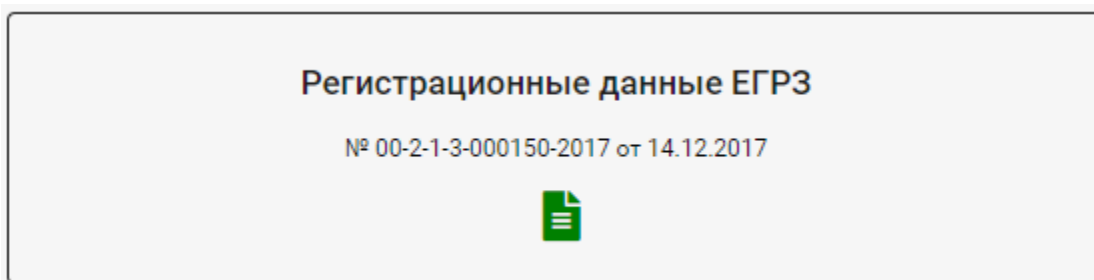 Регистрационные данные ЕГРЗ
№ 00-2-1-3-000150-2017 от 14.12.2017